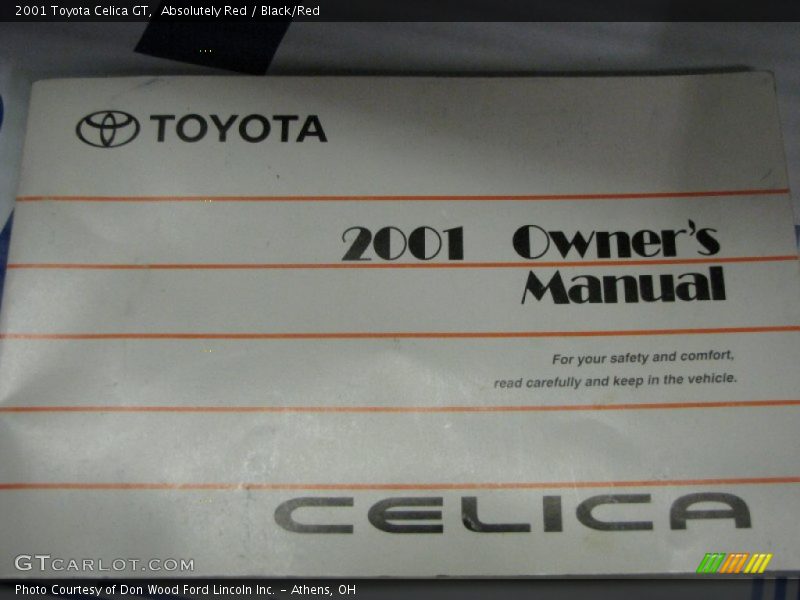 2001 Toyota Celica GT,  Absolutely Red / Black/Red
TOYOTA
2001 Owner's
Manual
For your safety and comfort,
read carefully and keep in the vehicle.
CELICA
GTCARLOT.COM
Photo Courtesy of Don Wood Ford Lincoln Inc. – Athens, OH